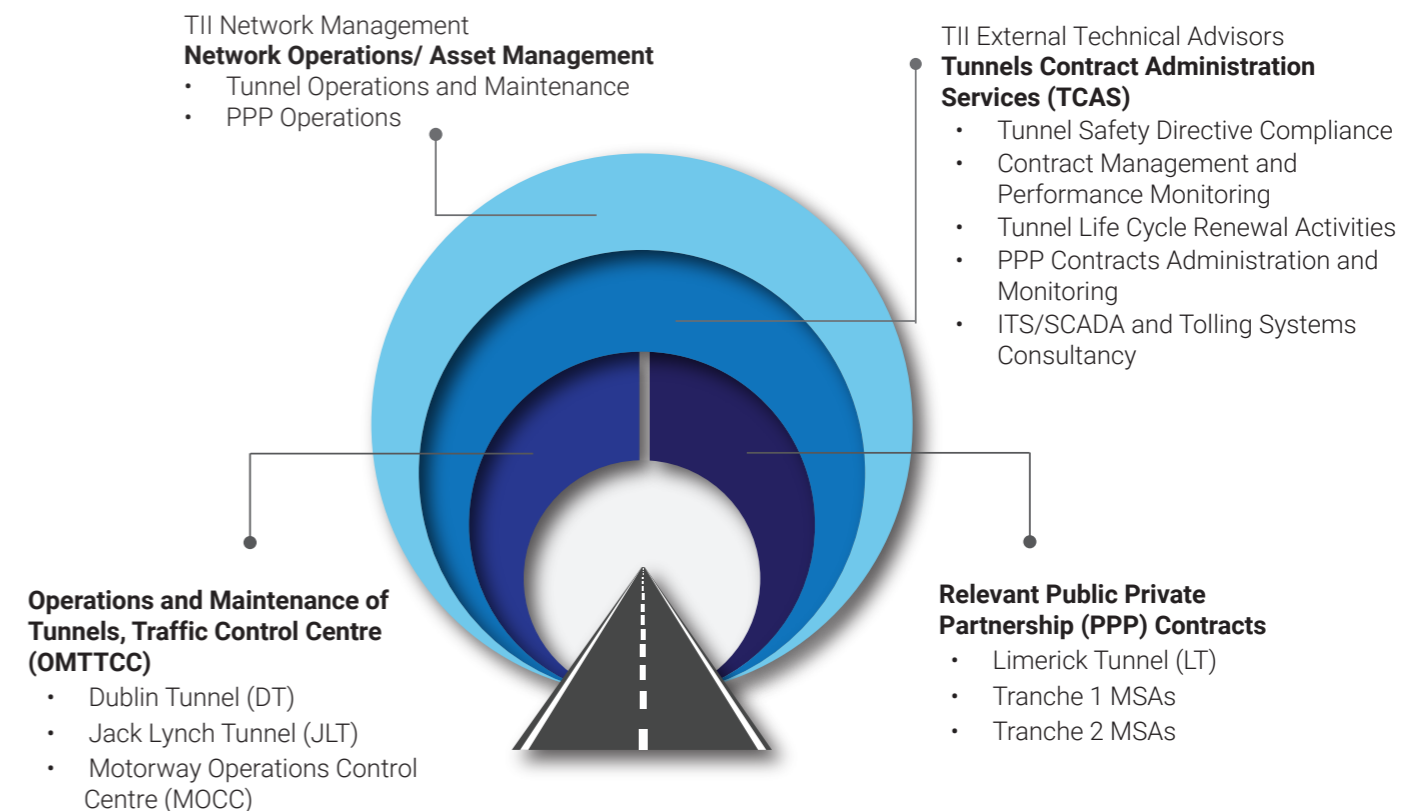 TII Network Management
Network Operations/ Asset Management
• Tunnel Operations and Maintenance
• PPP Operations
TII External Technical Advisors
Tunnels Contract Administration
Services (TCAS)
• Tunnel Safety Directive Compliance
• Contract Management and
Performance Monitoring
• Tunnel Life Cycle Renewal Activities
• PPP Contracts Administration and
Monitoring
• ITS/SCADA and Tolling Systems
Consultancy
Operations and Maintenance of
Tunnels, Traffic Control Centre
(OMTTCC)
• Dublin Tunnel (DT)
• Jack Lynch Tunnel (JLT)
• Motorway Operations Control
Centre (MOCC)
Relevant Public Private
Partnership (PPP) Contracts
• Limerick Tunnel (LT)
• Tranche 1 MSAs
• Tranche 2 MSAs